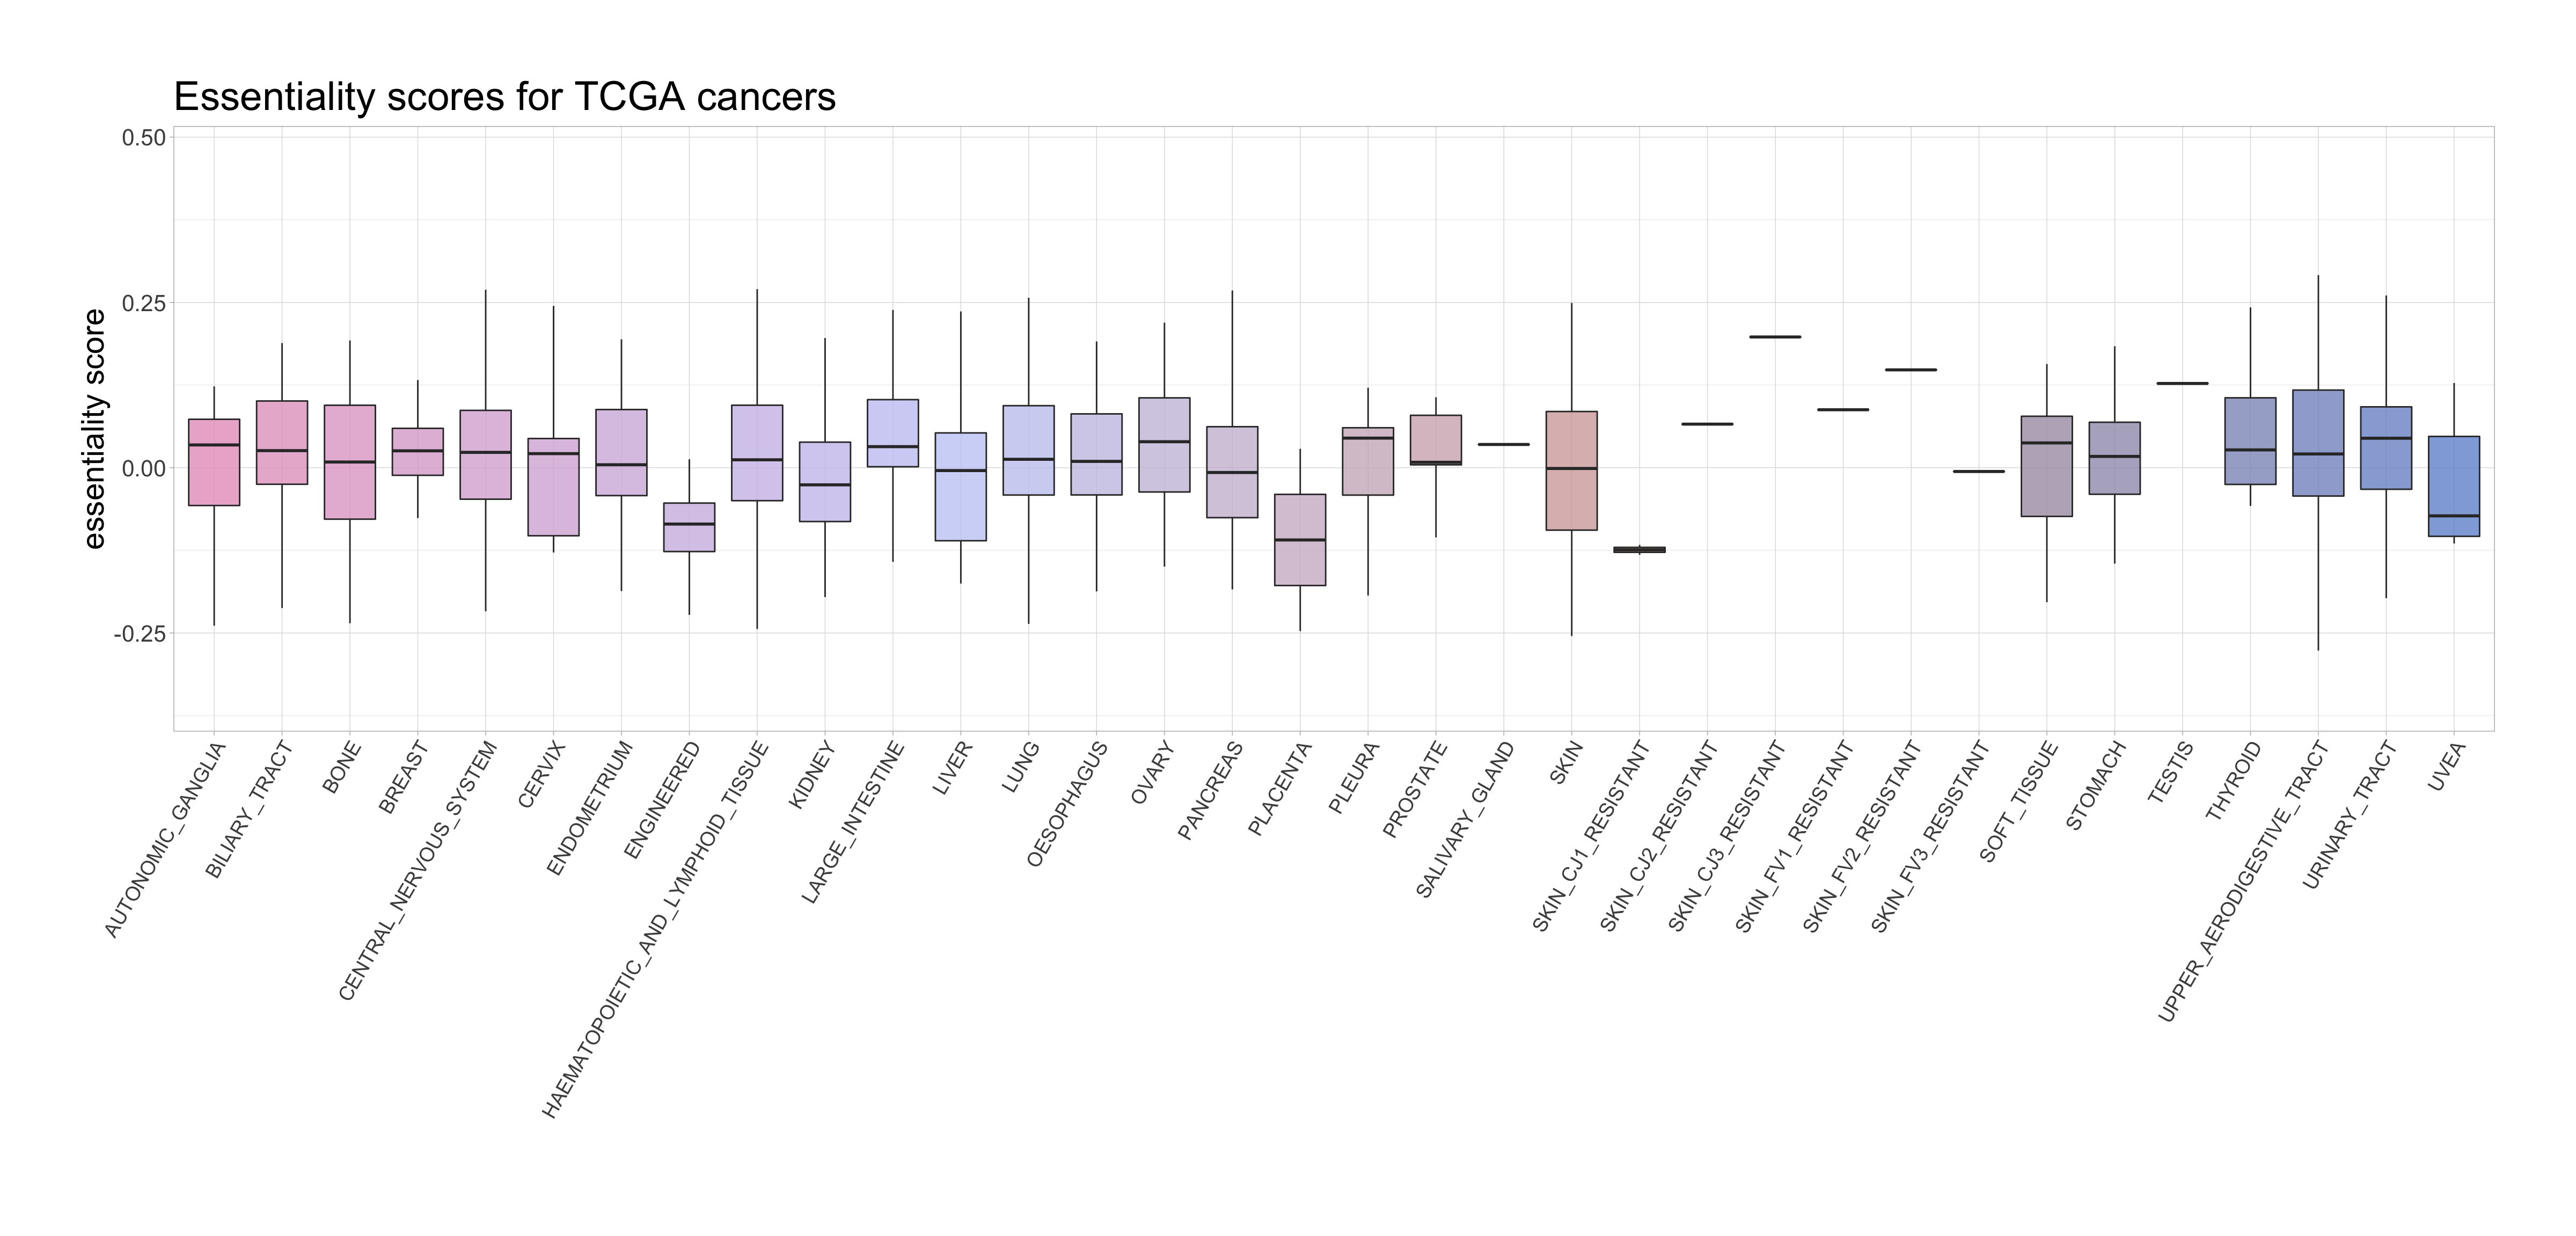 Essentiality scores for TCGA cancers
essentiality score
0.50
0.25
0.00
-0.25
AUTONOMIC_GANGLIA
BILIARY_TRACT
BONE
BREAST
CENTRAL_NERVOUS_SYSTEM
CERVIX
ENDOMETRIUM
ENGINEERED
HAEMATOPOIETIC_AND_LYMPHOID_TISSUE
KIDNEY
LARGE_INTESTINE
LIVER
LUNG
OESOPHAGUS
OVARY
PANCREAS
PLACENTA
PLEURA
PROSTATE
SALIVARY_GLAND
SKIN
SKIN_CJ1_RESISTANT
SKIN_CJ2_RESISTANT
SKIN_CJ3_RESISTANT
SKIN_FV1_RESISTANT
SKIN_FV2_RESISTANT
SKIN_FV3_RESISTANT
SOFT_TISSUE
STOMACH
TESTIS
THYROID
UPPER_AERODIGESTIVE_TRACT
URINARY_TRACT
UVEA